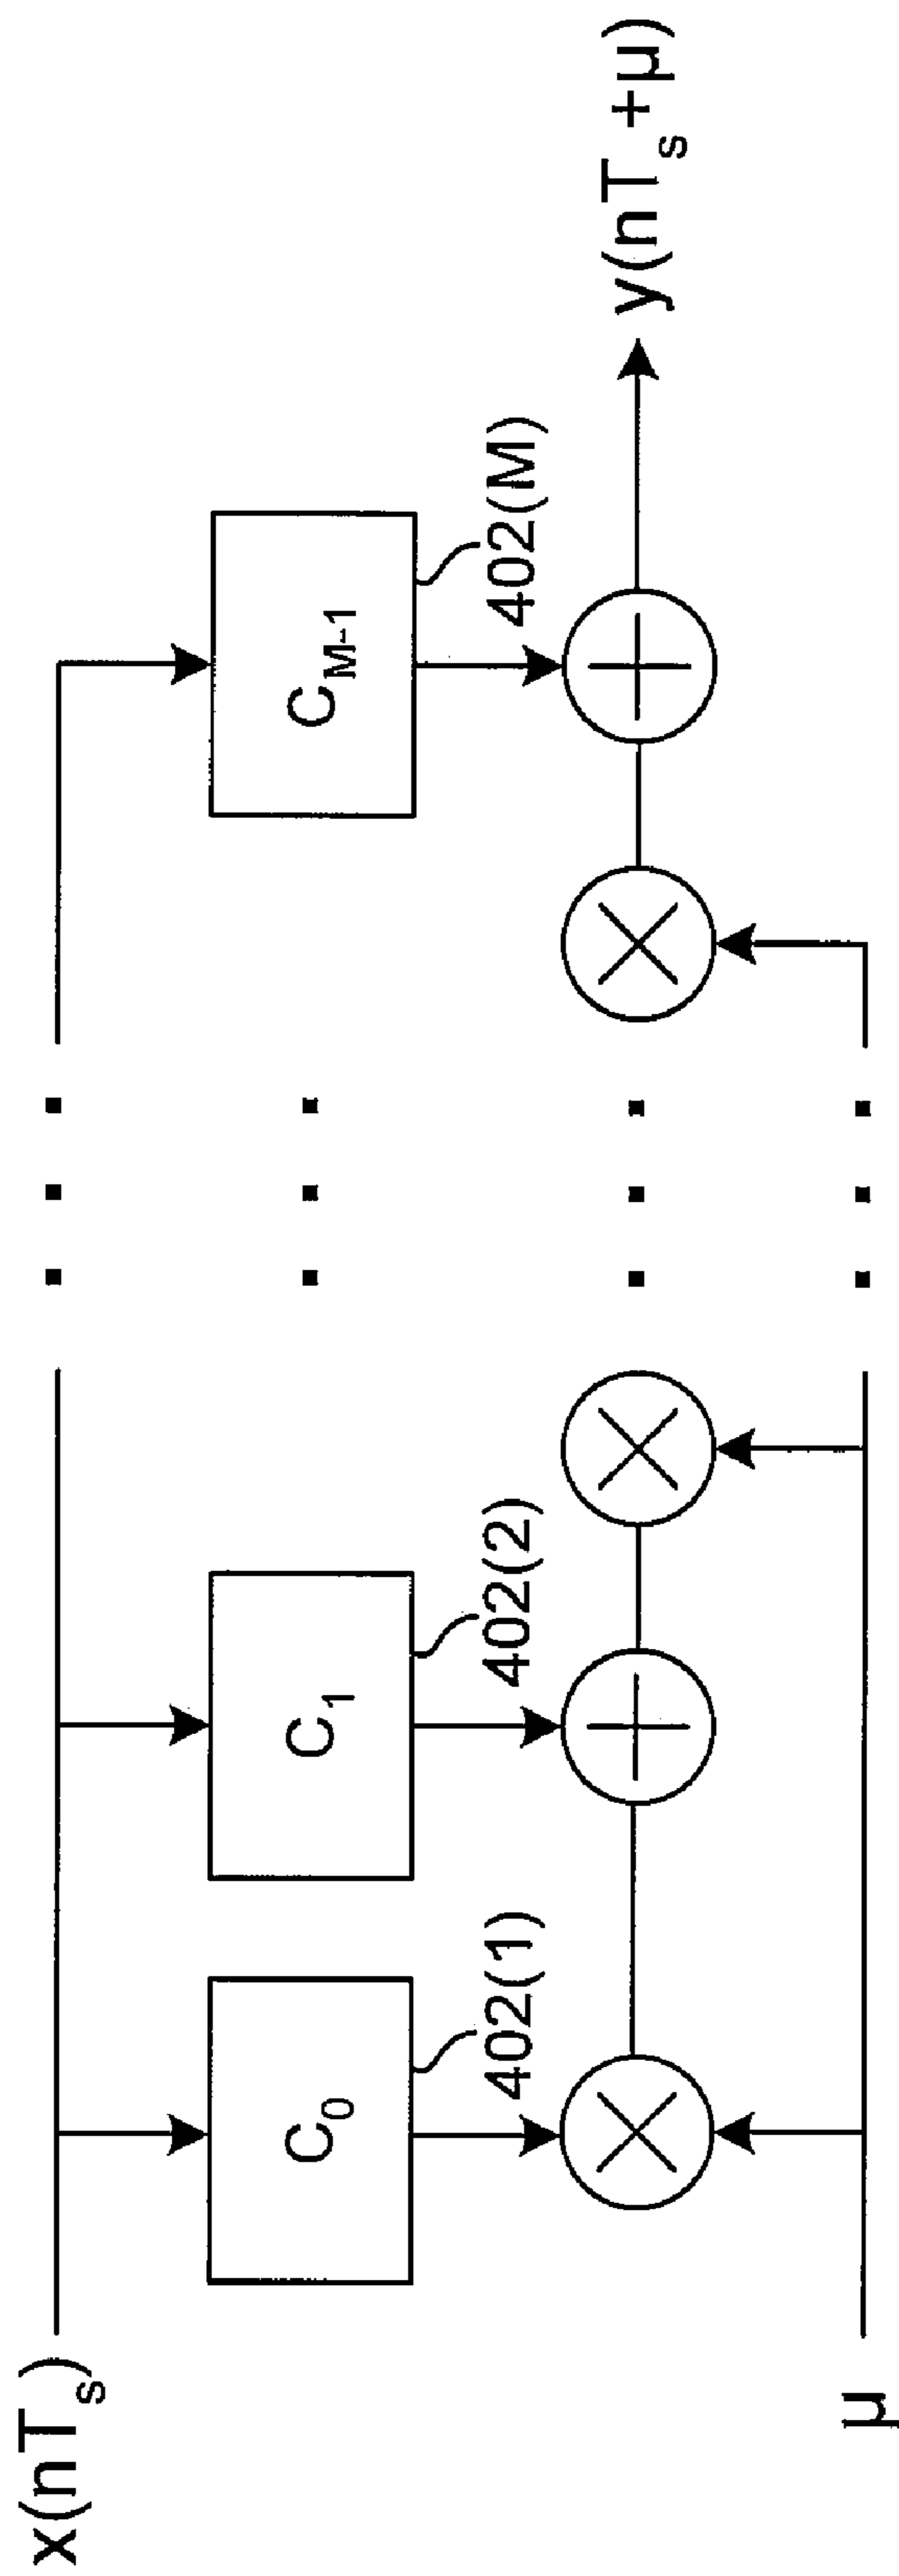 x(nTs)
C0
402(1)
C1
402(2)
CM-1
402(M)
y(nTs+μ)
μ